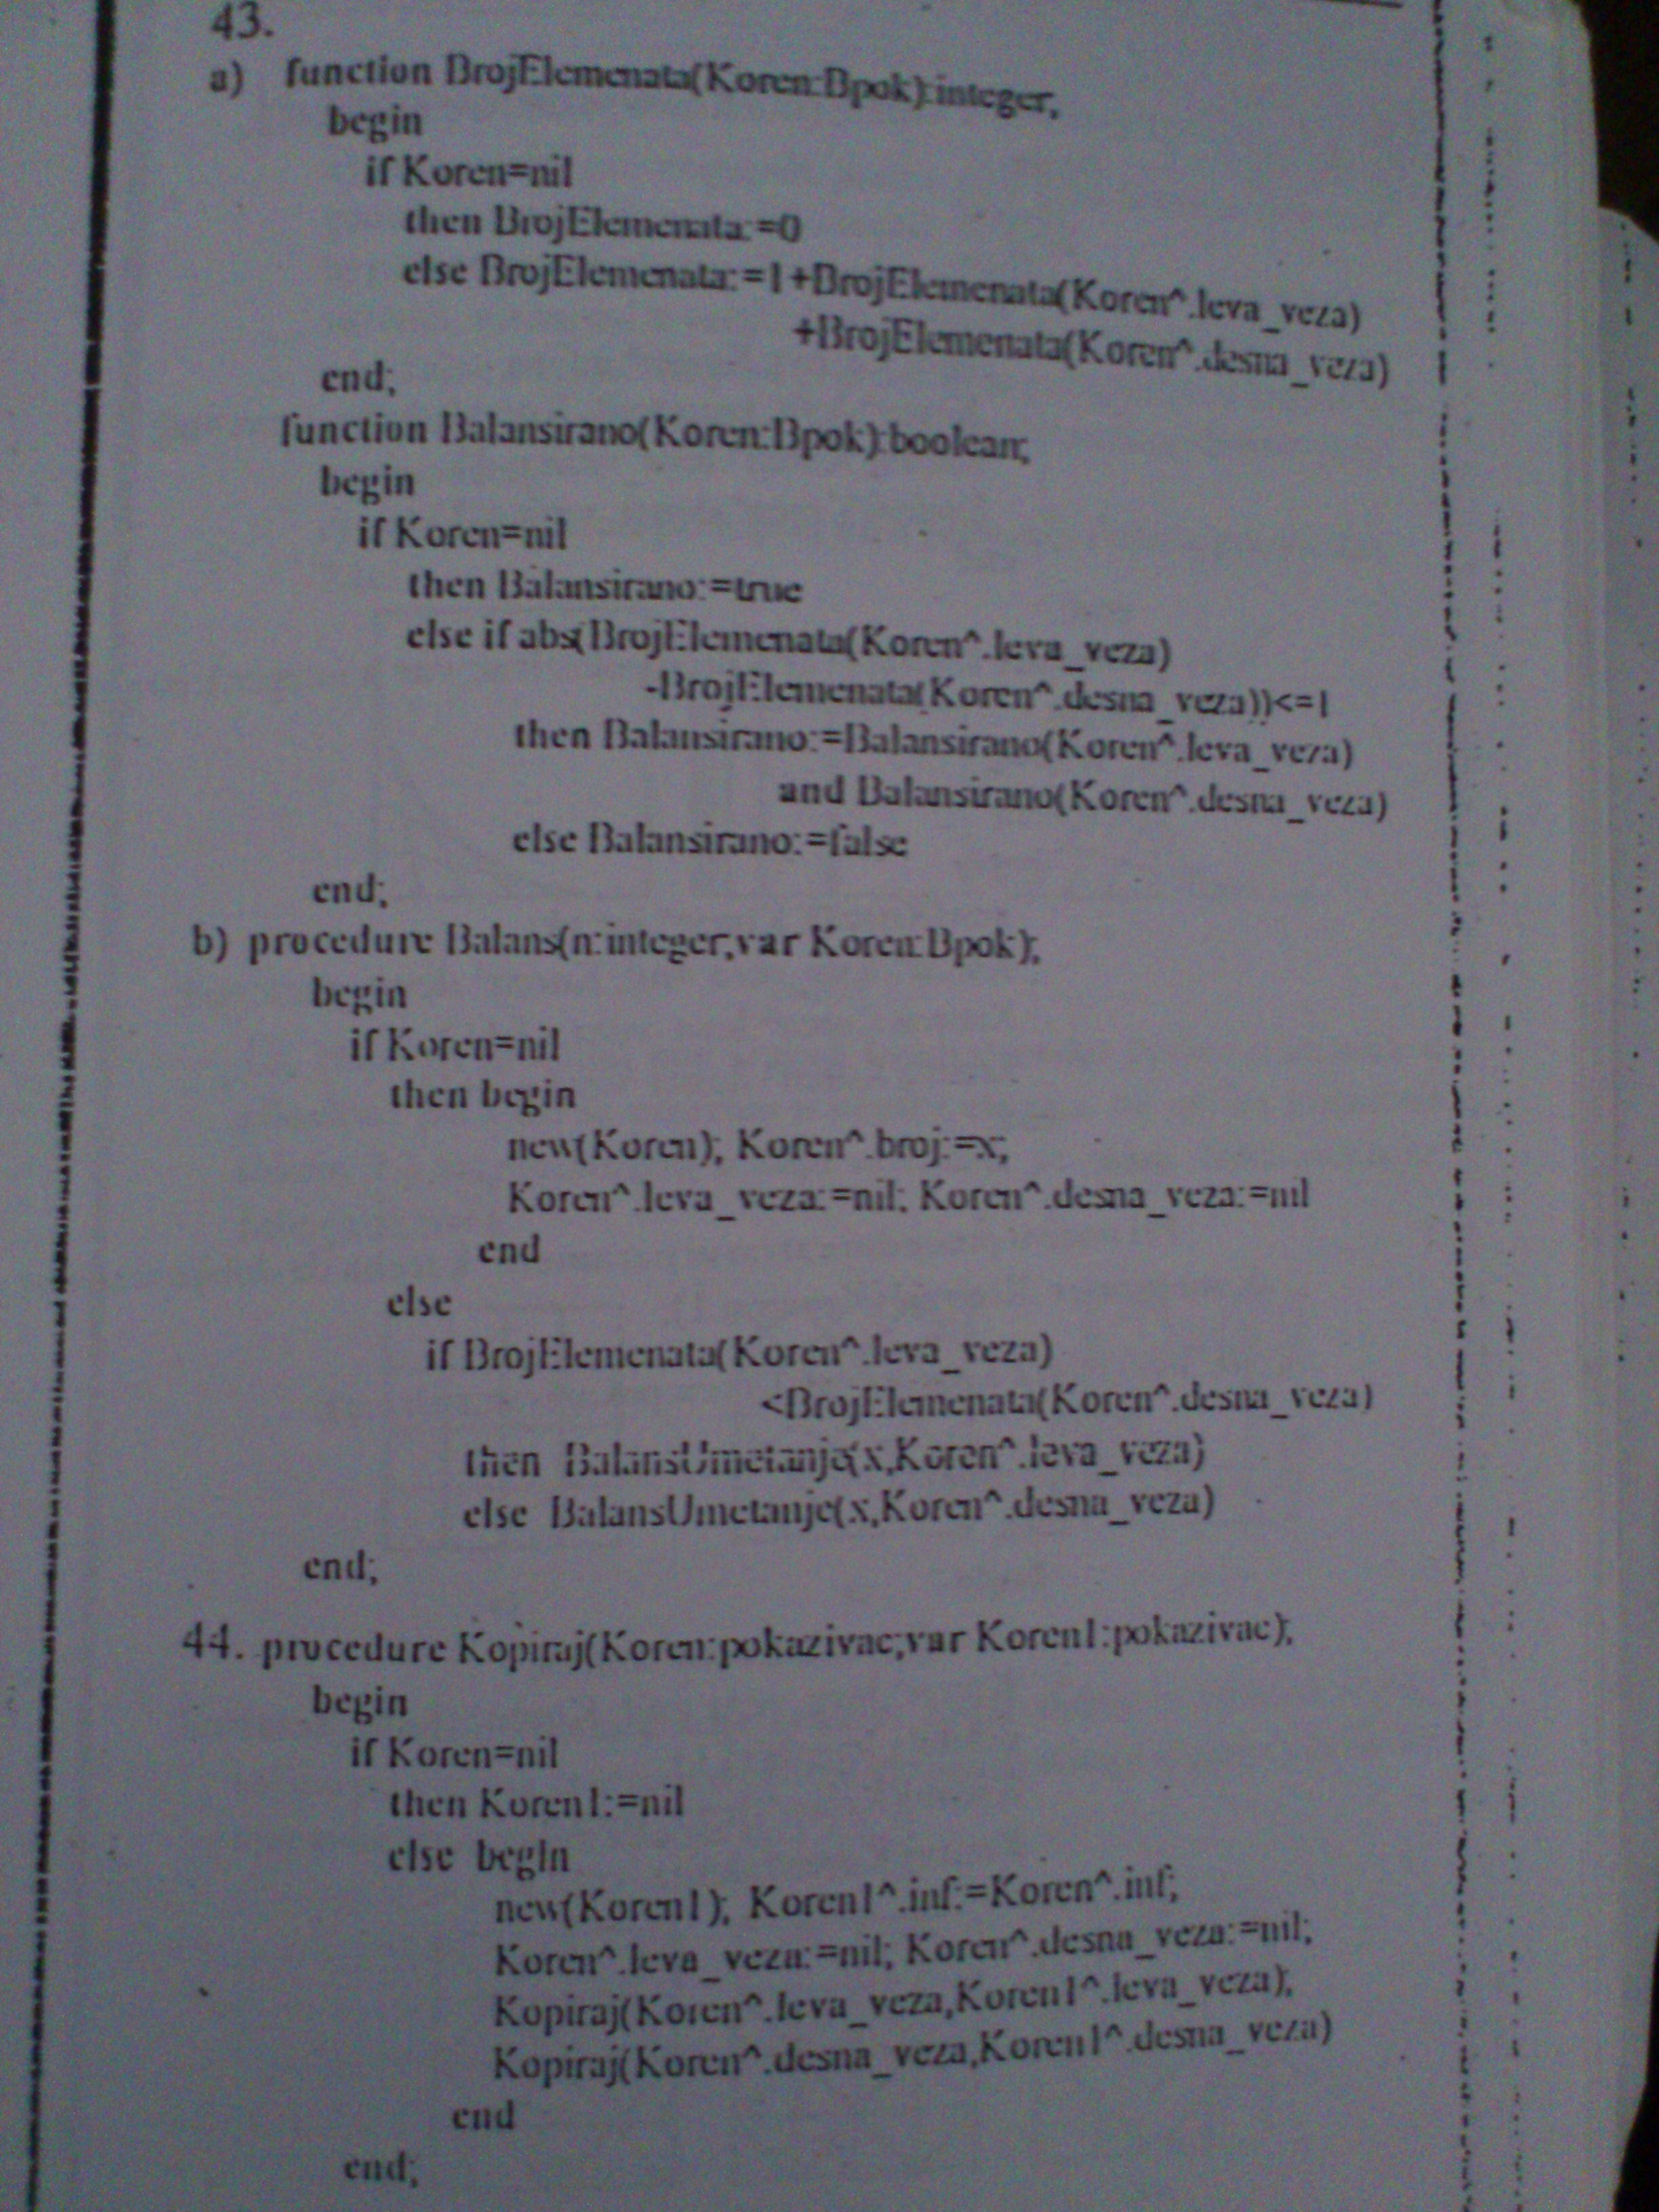 43.
a) function BrojElemenata(Koren:Bpok):integer;
begin
if Koren=nil
then BrojElemenata:=0
else BrojElemenata:=1+BrojElemenata(Koren^.leva_veza)
+BrojElemenata(Koren^.desna_veza)
end;
function Balansirano(Koren:Bpok):boolean;
begin
if Koren=nil
then Balansirano:=true
else if abs(BrojElemenata(Koren^.leva_veza)
-BrojElemenata(Koren^.desna_veza))<=1
then Balansirano:=Balansirano(Koren^.leva_veza)
and Balansirano(Koren^.desna_veza)
else Balansirano:=false
end;
b) procedure Balans(n:integer;var Koren:Bpok);
begin
if Koren=nil
then begin
new(Koren); Koren^.broj:=x;
Koren^.leva_veza:=nil; Koren^.desna_veza:=nil
end
else
if BrojElemenata(Koren^.leva_veza)
<BrojElemenata(Koren^.desna_veza)
then BalansUmetanje(x,Koren^.leva_veza)
else BalansUmetanje(x,Koren^.desna_veza)
end;
44. procedure Kopiraj(Koren:pokazivac;var Koren1:pokazivac);
begin
if Koren=nil
then Koren1:=nil
else begin
new(Koren1); Koren1^.inf:=Koren^.inf;
Koren^.leva_veza:=nil; Koren^.desna_veza:=nil;
Kopiraj(Koren^.leva_veza,Koren1^.leva_veza);
Kopiraj(Koren^.desna_veza,Koren1^.desna_veza)
end
end;